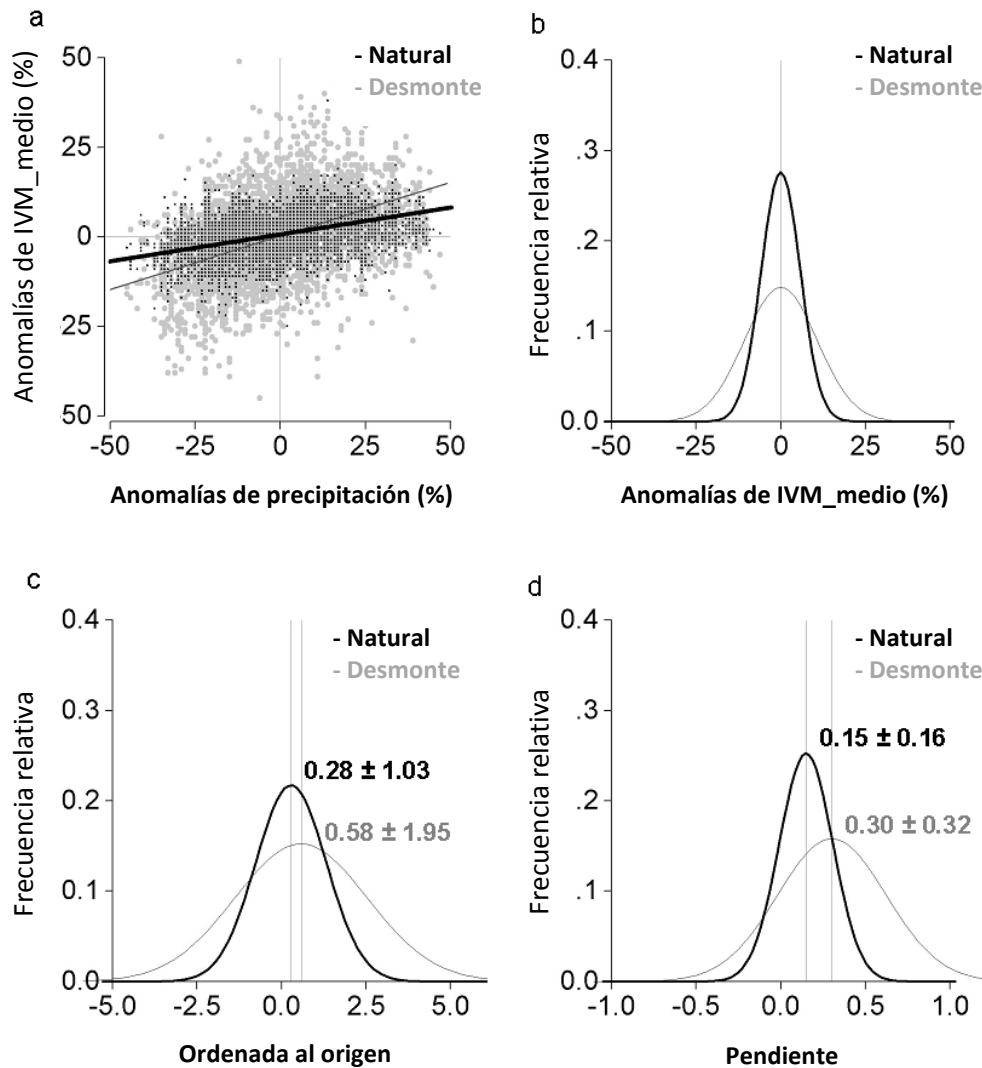 a
- Natural
- Desmonte
Anomalías de IVM_medio (%)
50
25
0
25
50
-50
-25
0
25
50
Anomalías de precipitación (%)
b
- Natural
- Desmonte
Frecuencia relativa
0.4
.3
.2
.1
0.0
-50
-25
0
25
50
Anomalías de IVM_medio (%)
c
- Natural
- Desmonte
Frecuencia relativa
0.4
0.3
0.2
0.1
0.0
0.28 ± 1.03
0.58 ± 1.95
-5.0
-2.5
0.0
2.5
5.0
Ordenada al origen
d
- Natural
- Desmonte
Frecuencia relativa
0.4
.3
.2
.1
0.0
0.15 ± 0.16
0.30 ± 0.32
-1.0
-0.5
0.0
0.5
1.0
Pendiente